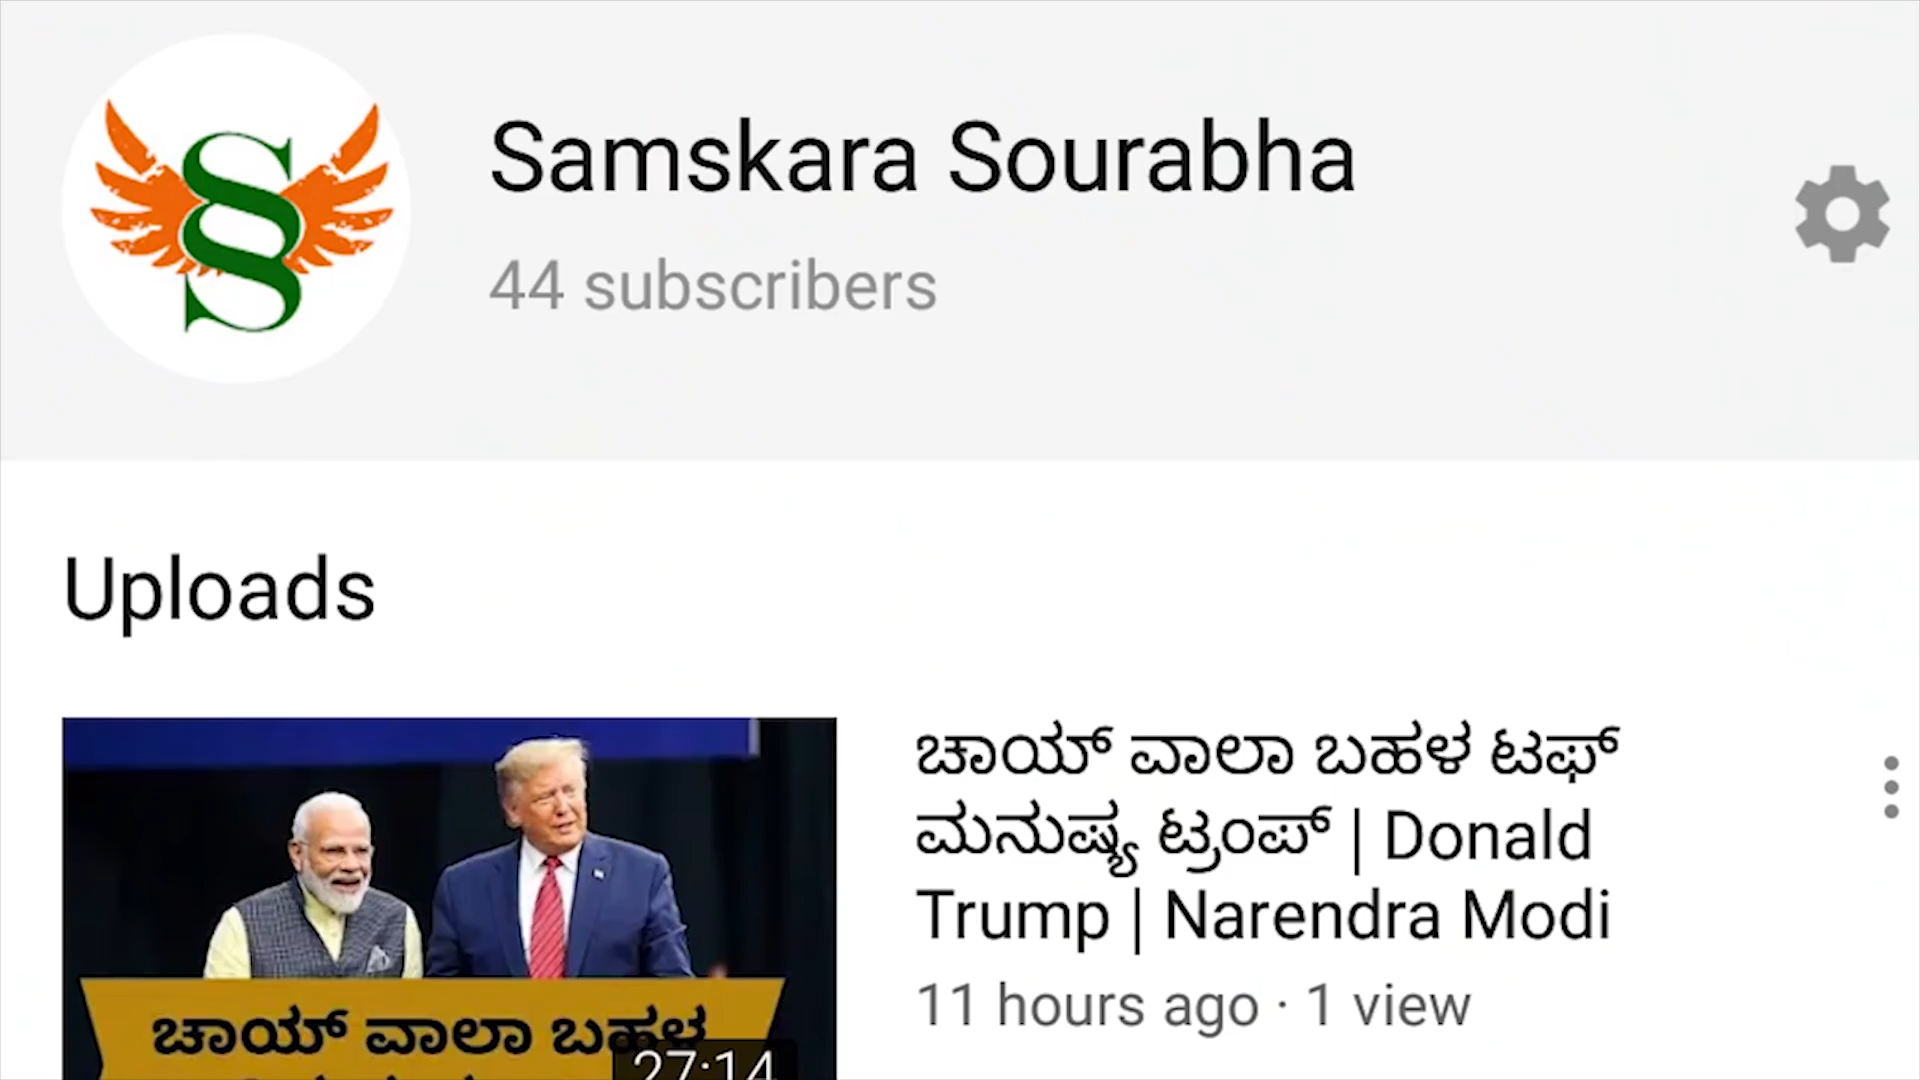 S
Samskara Sourabha
44 subscribers
Uploads
ಚಾಯ್ ವಾಲಾ ಬಹಳ ಟಫ್
ಮನುಷ್ಯ ಟ್ರಂಪ್ | Donald
Trump | Narendra Modi
11 hours ago · 1 view
ಚಾಯ್ ವಾಲಾ ಬಹಳ
27:14